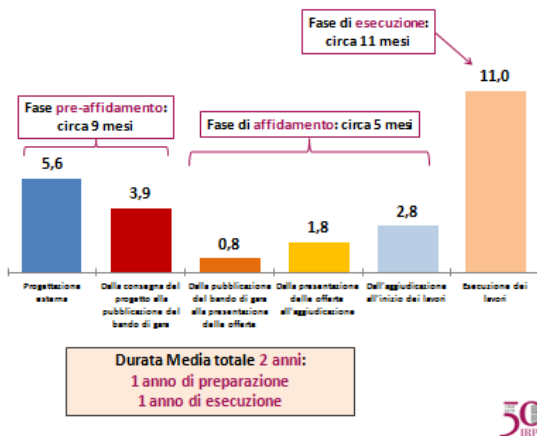 Fase di esecuzione:
circa 11 mesi
11,0
Fase pre-affidamento:
circa 9 mesi
Fase di affidamento: circa 5 mesi
5,6
3,9
0,8
1,8
2,8
Progettazione
esterna
Dalla consegna del
progetto alla
pubblicazione del
bando di gara
Dalla pubblicazione
del bando di gara
alla presentazione
delle offerte
Dalla presentazione
delle offerte
all'aggiudicazione
Dall'aggiudicazione
all'inizio dei lavori
Esecuzione dei
lavori
Durata Media totale 2 anni:
1 anno di preparazione
1 anno di esecuzione
50